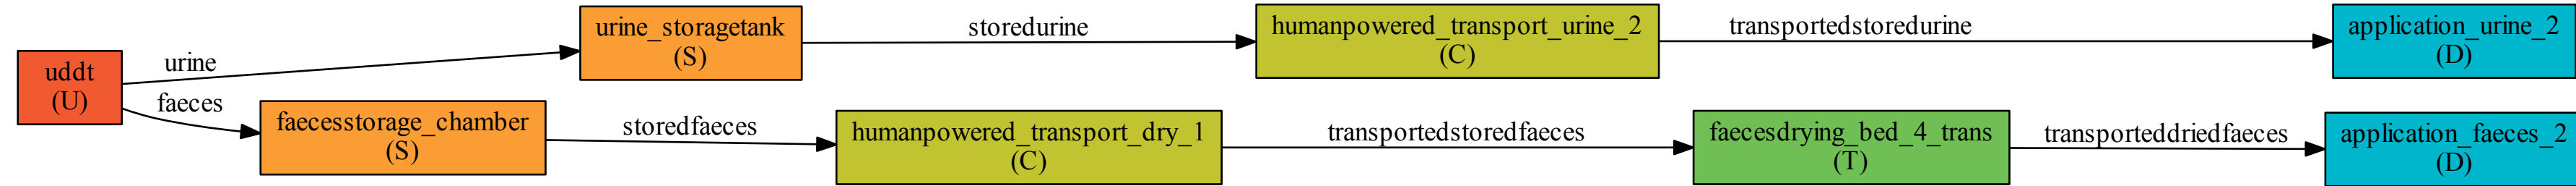 uddt
(U)
urine
faeces
urine_storagetank
(S)
storedurine
humanpowered_transport_urine_2
(C)
transportedstoredurine
application_urine_2
(D)
faecesstorage_chamber
(S)
storedfaeces
humanpowered_transport_dry_1
(C)
transportedstoredfaeces
faecesdrying_bed_4_trans
(T)
transporteddriedfaeces
application_faeces_2
(D)